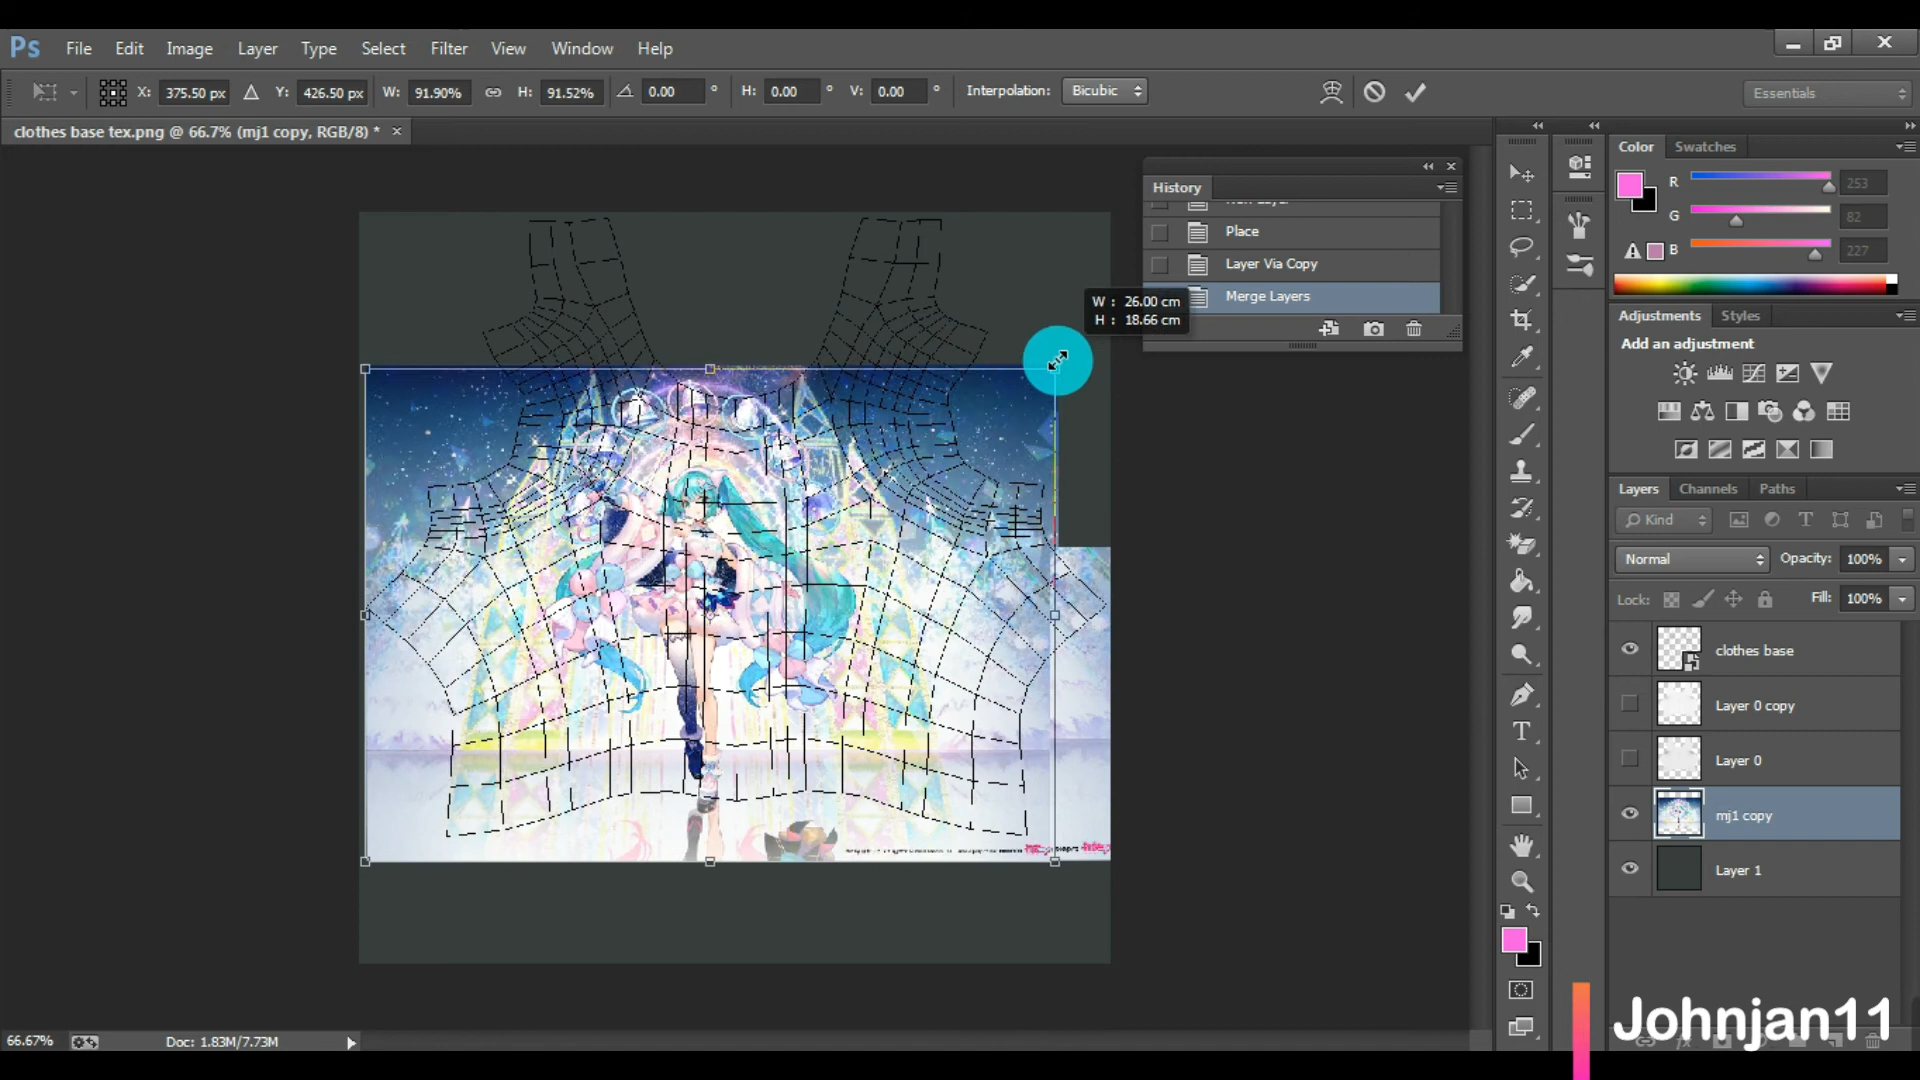 Ps File Edit Image Layer Type Select Filter View Window Help
X: 375.50 px Y: 426.50 px W: 91.90% H: 91.52% 0.00 ° H: 0.00 ° V: 0.00 ° Interpolation: Bicubic Essentials
clothes base tex.png @ 66.7% (mj1 copy, RGB/8) * ×
History
Place
Layer Via Copy
Merge Layers
W : 26.00 cm
H : 18.66 cm
Color Swatches
R 253
G 82
B 227
Adjustments Styles
Add an adjustment
Layers Channels Paths
Kind
Normal Opacity: 100%
Lock: Fill: 100%
clothes base
Layer 0 copy
Layer 0
mj1 copy
Layer 1
66.67% Doc: 1.83M/7.73M
Johnjan11